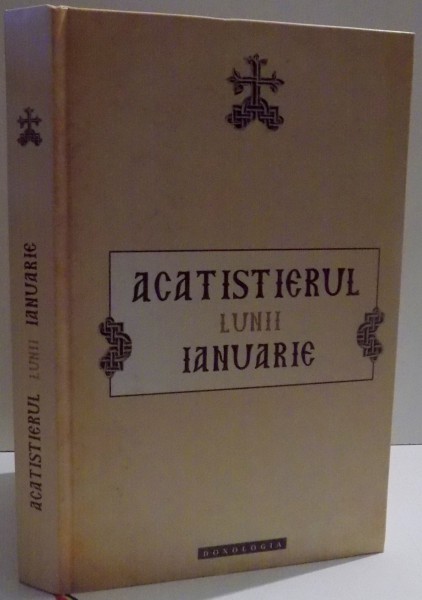 ACATISTIERUL
LUNII
IANUARIE
DOXOLOGIA
ACATISTIERUL LUNII IANUARIE